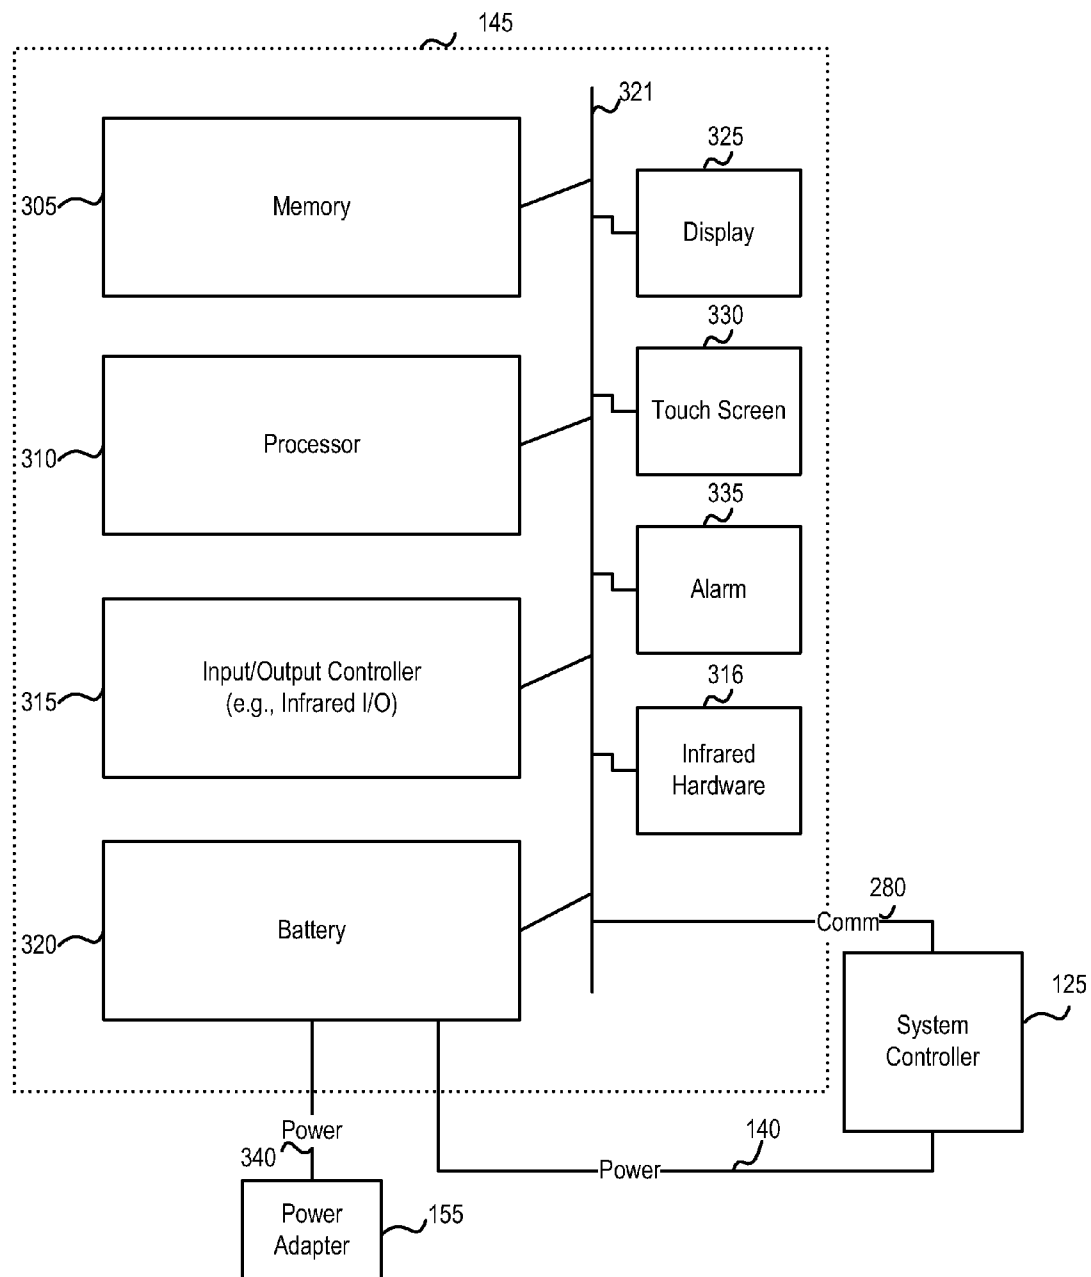 145
321
325
305
Memory
Display
330
310
Processor
Touch Screen
335
Alarm
315
Input/Output Controller
(e.g., Infrared I/O)
316
Infrared
Hardware
320
Battery
280
Comm
125
System
Controller
Power
340
140
Power
155
Power
Adapter